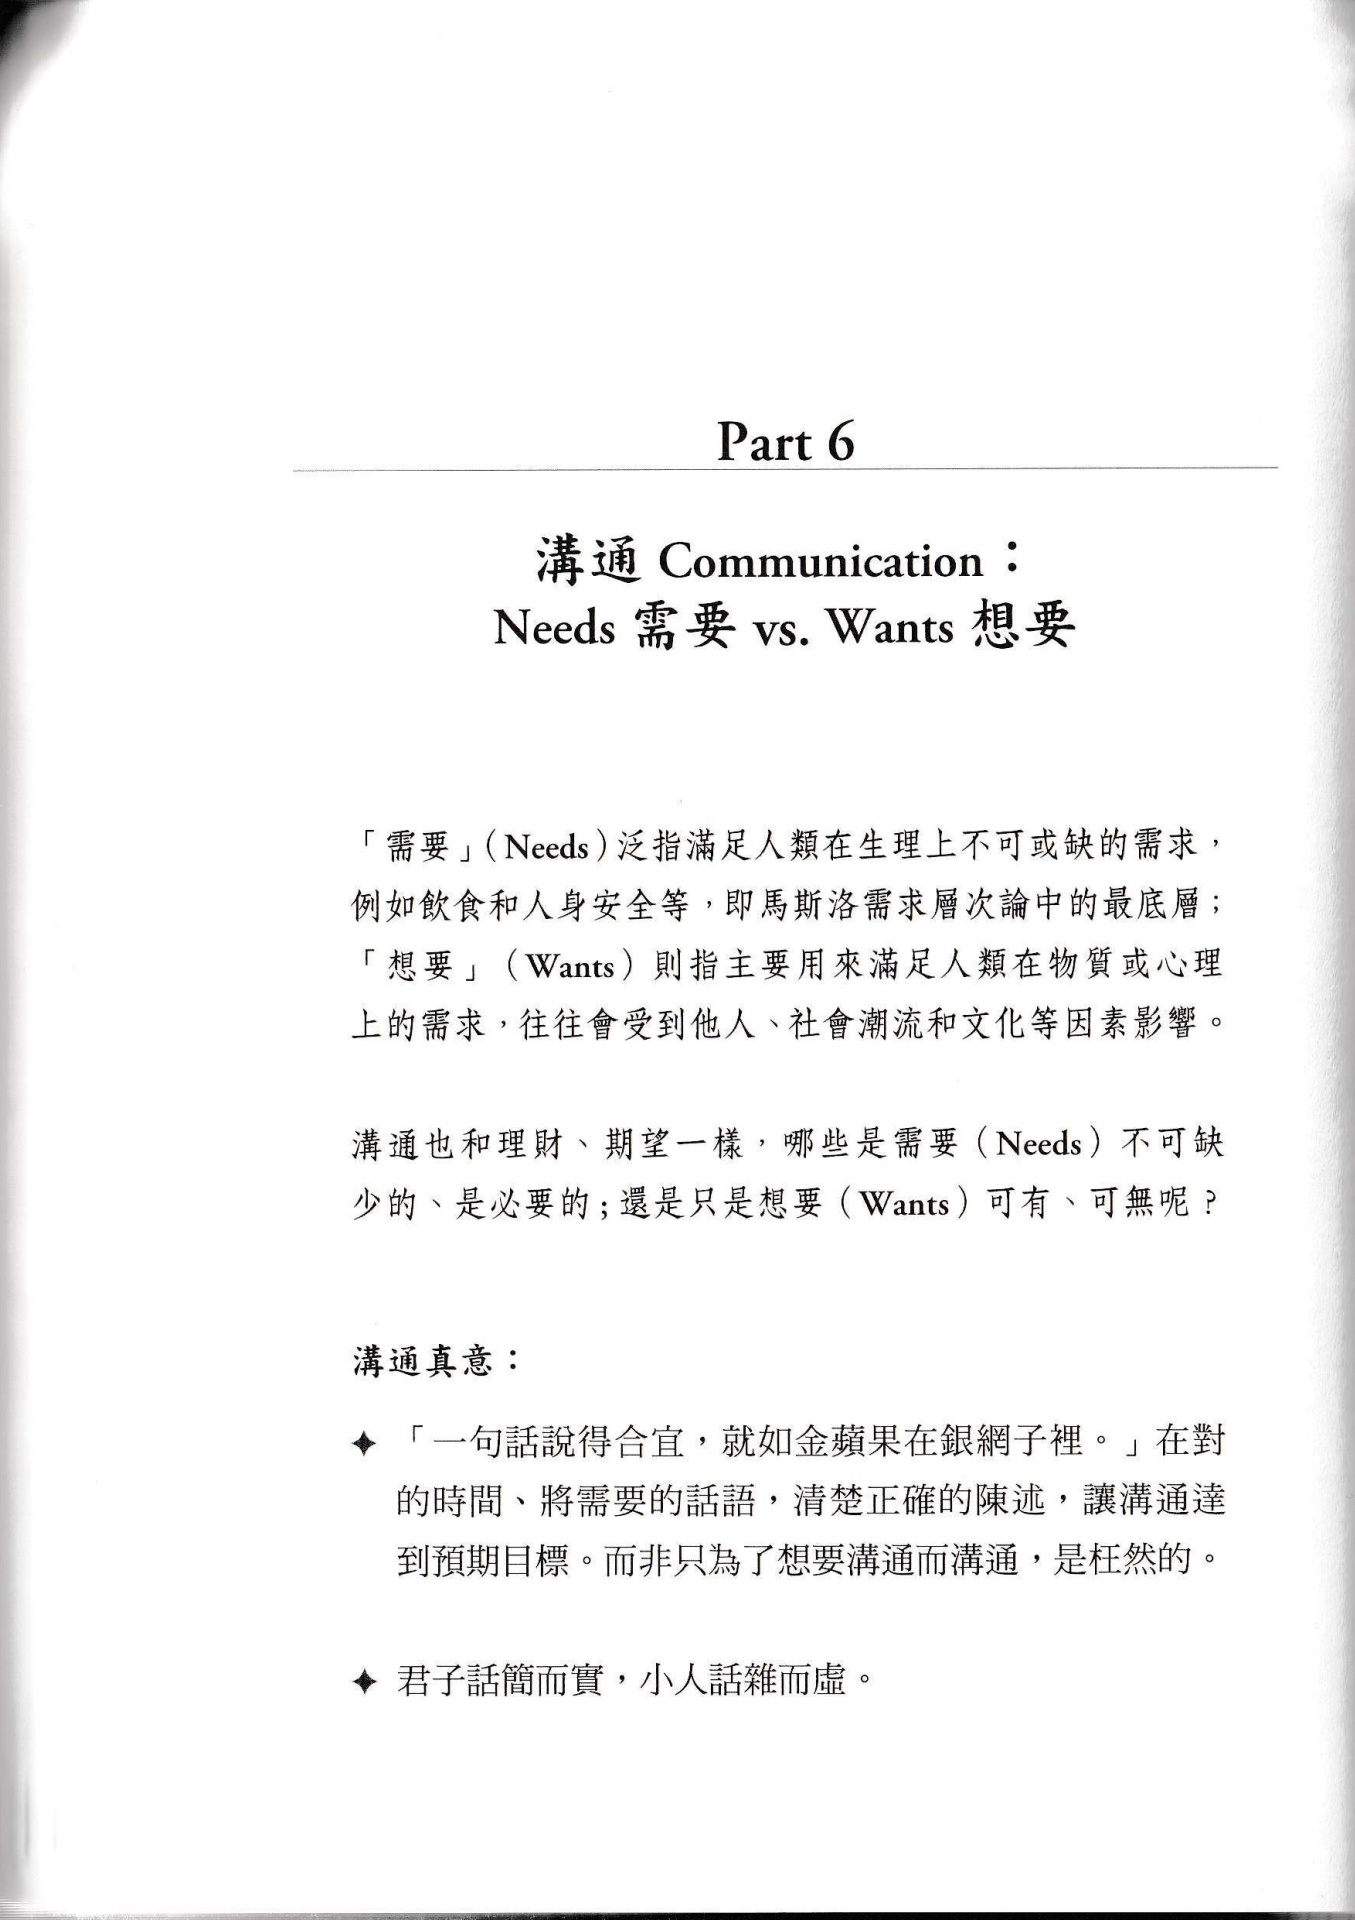 Part 6
溝通 Communication：
Needs 需要 vs. Wants 想要
「需要」（Needs）泛指滿足人類在生理上不可或缺的需求，
例如飲食和人身安全等，即馬斯洛需求層次論中的最底層；
「想要」（Wants）則指主要用來滿足人類在物質或心理
上的需求，往往會受到他人、社會潮流和文化等因素影響。
溝通也和理財、期望一樣，哪些是需要（Needs）不可缺
少的、是必要的；還是只是想要（Wants）可有、可無呢？
溝通真意：
✦ 「一句話說得合宜，就如金蘋果在銀網子裡。」在對
的時間、將需要的話語，清楚正確的陳述，讓溝通達
到預期目標。而非只為了想要溝通而溝通，是枉然的。
✦ 君子話簡而實，小人話雜而虛。